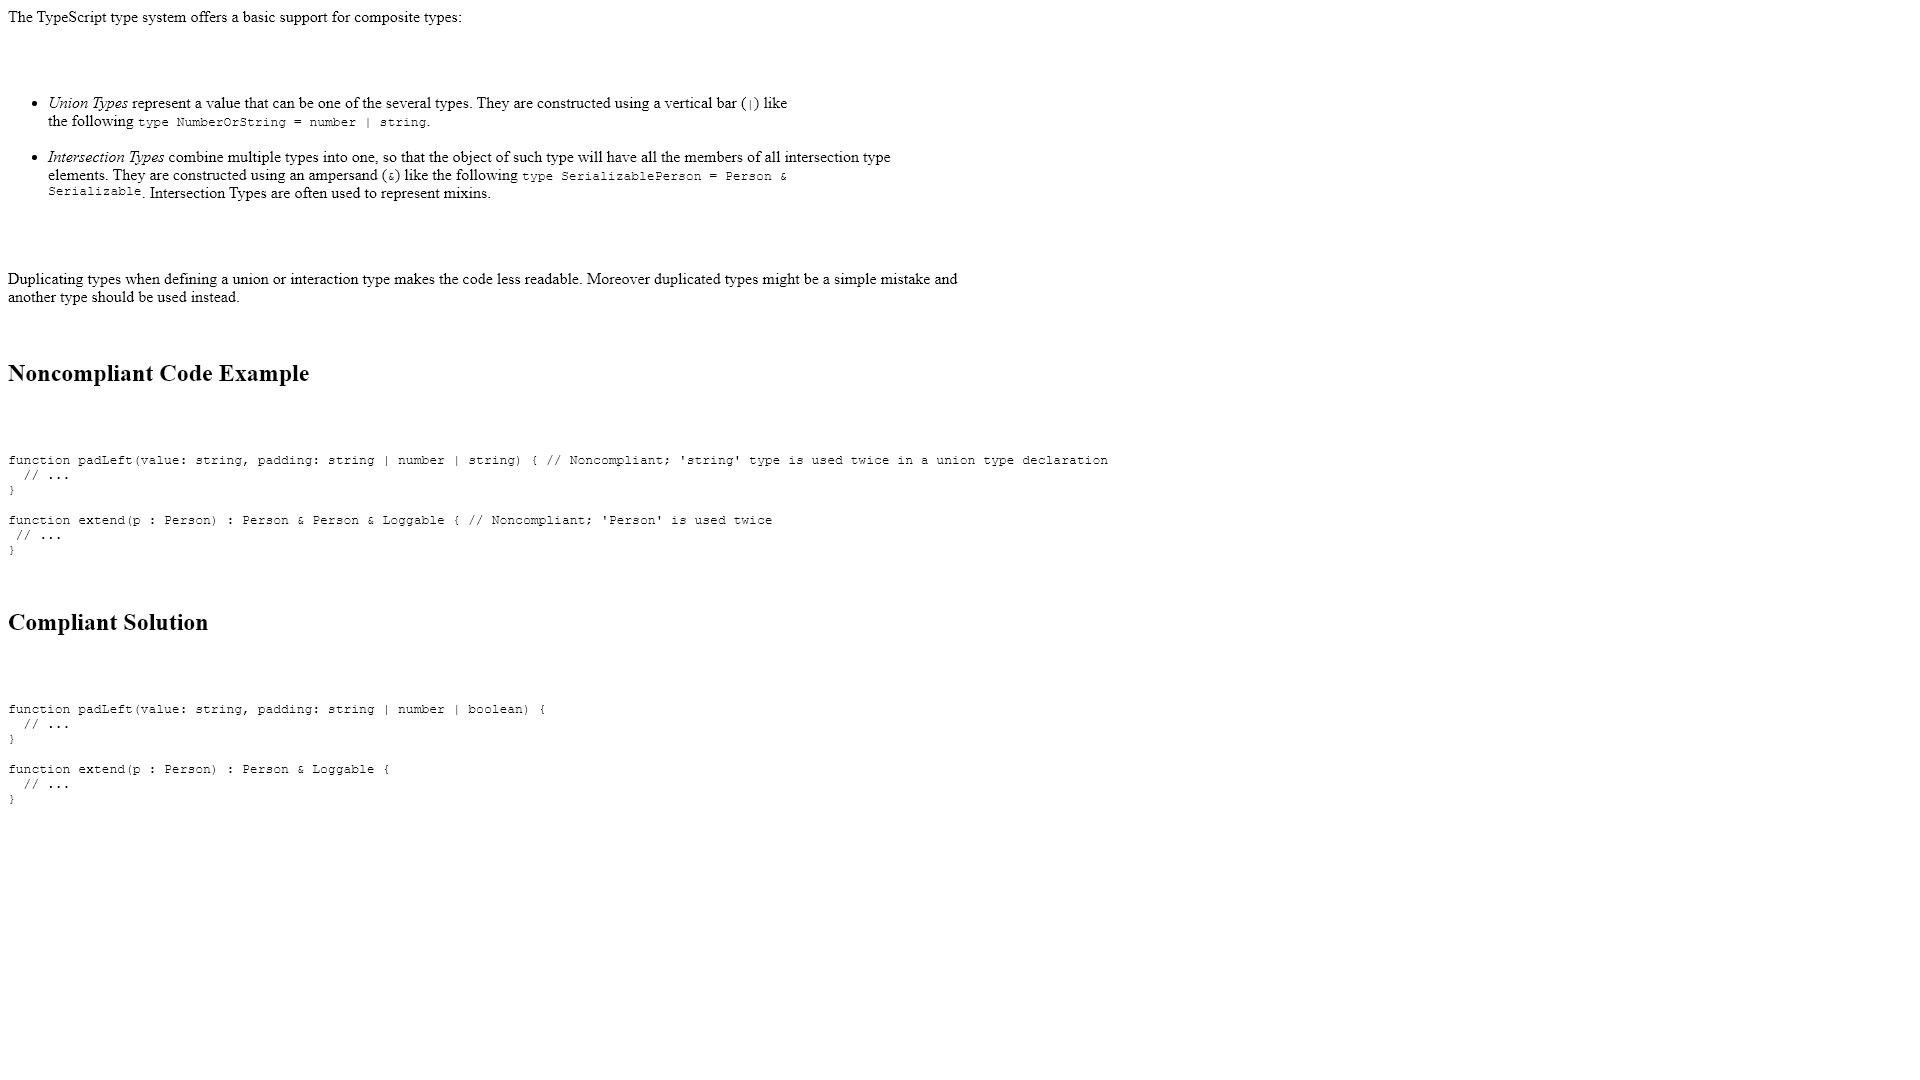 The TypeScript type system offers a basic support for composite types:
• Union Types represent a value that can be one of the several types. They are constructed using a vertical bar (|) like
the following type NumberOrString = number | string.
• Intersection Types combine multiple types into one, so that the object of such type will have all the members of all intersection type
elements. They are constructed using an ampersand (&) like the following type SerializablePerson = Person &
Serializable. Intersection Types are often used to represent mixins.
Duplicating types when defining a union or interaction type makes the code less readable. Moreover duplicated types might be a simple mistake and
another type should be used instead.
Noncompliant Code Example
function padLeft(value: string, padding: string | number | string) { // Noncompliant; 'string' type is used twice in a union type declaration
  // ...
}
function extend(p : Person) : Person & Person & Loggable { // Noncompliant; 'Person' is used twice
 // ...
}
Compliant Solution
function padLeft(value: string, padding: string | number | boolean) {
  // ...
}
function extend(p : Person) : Person & Loggable {
  // ...
}